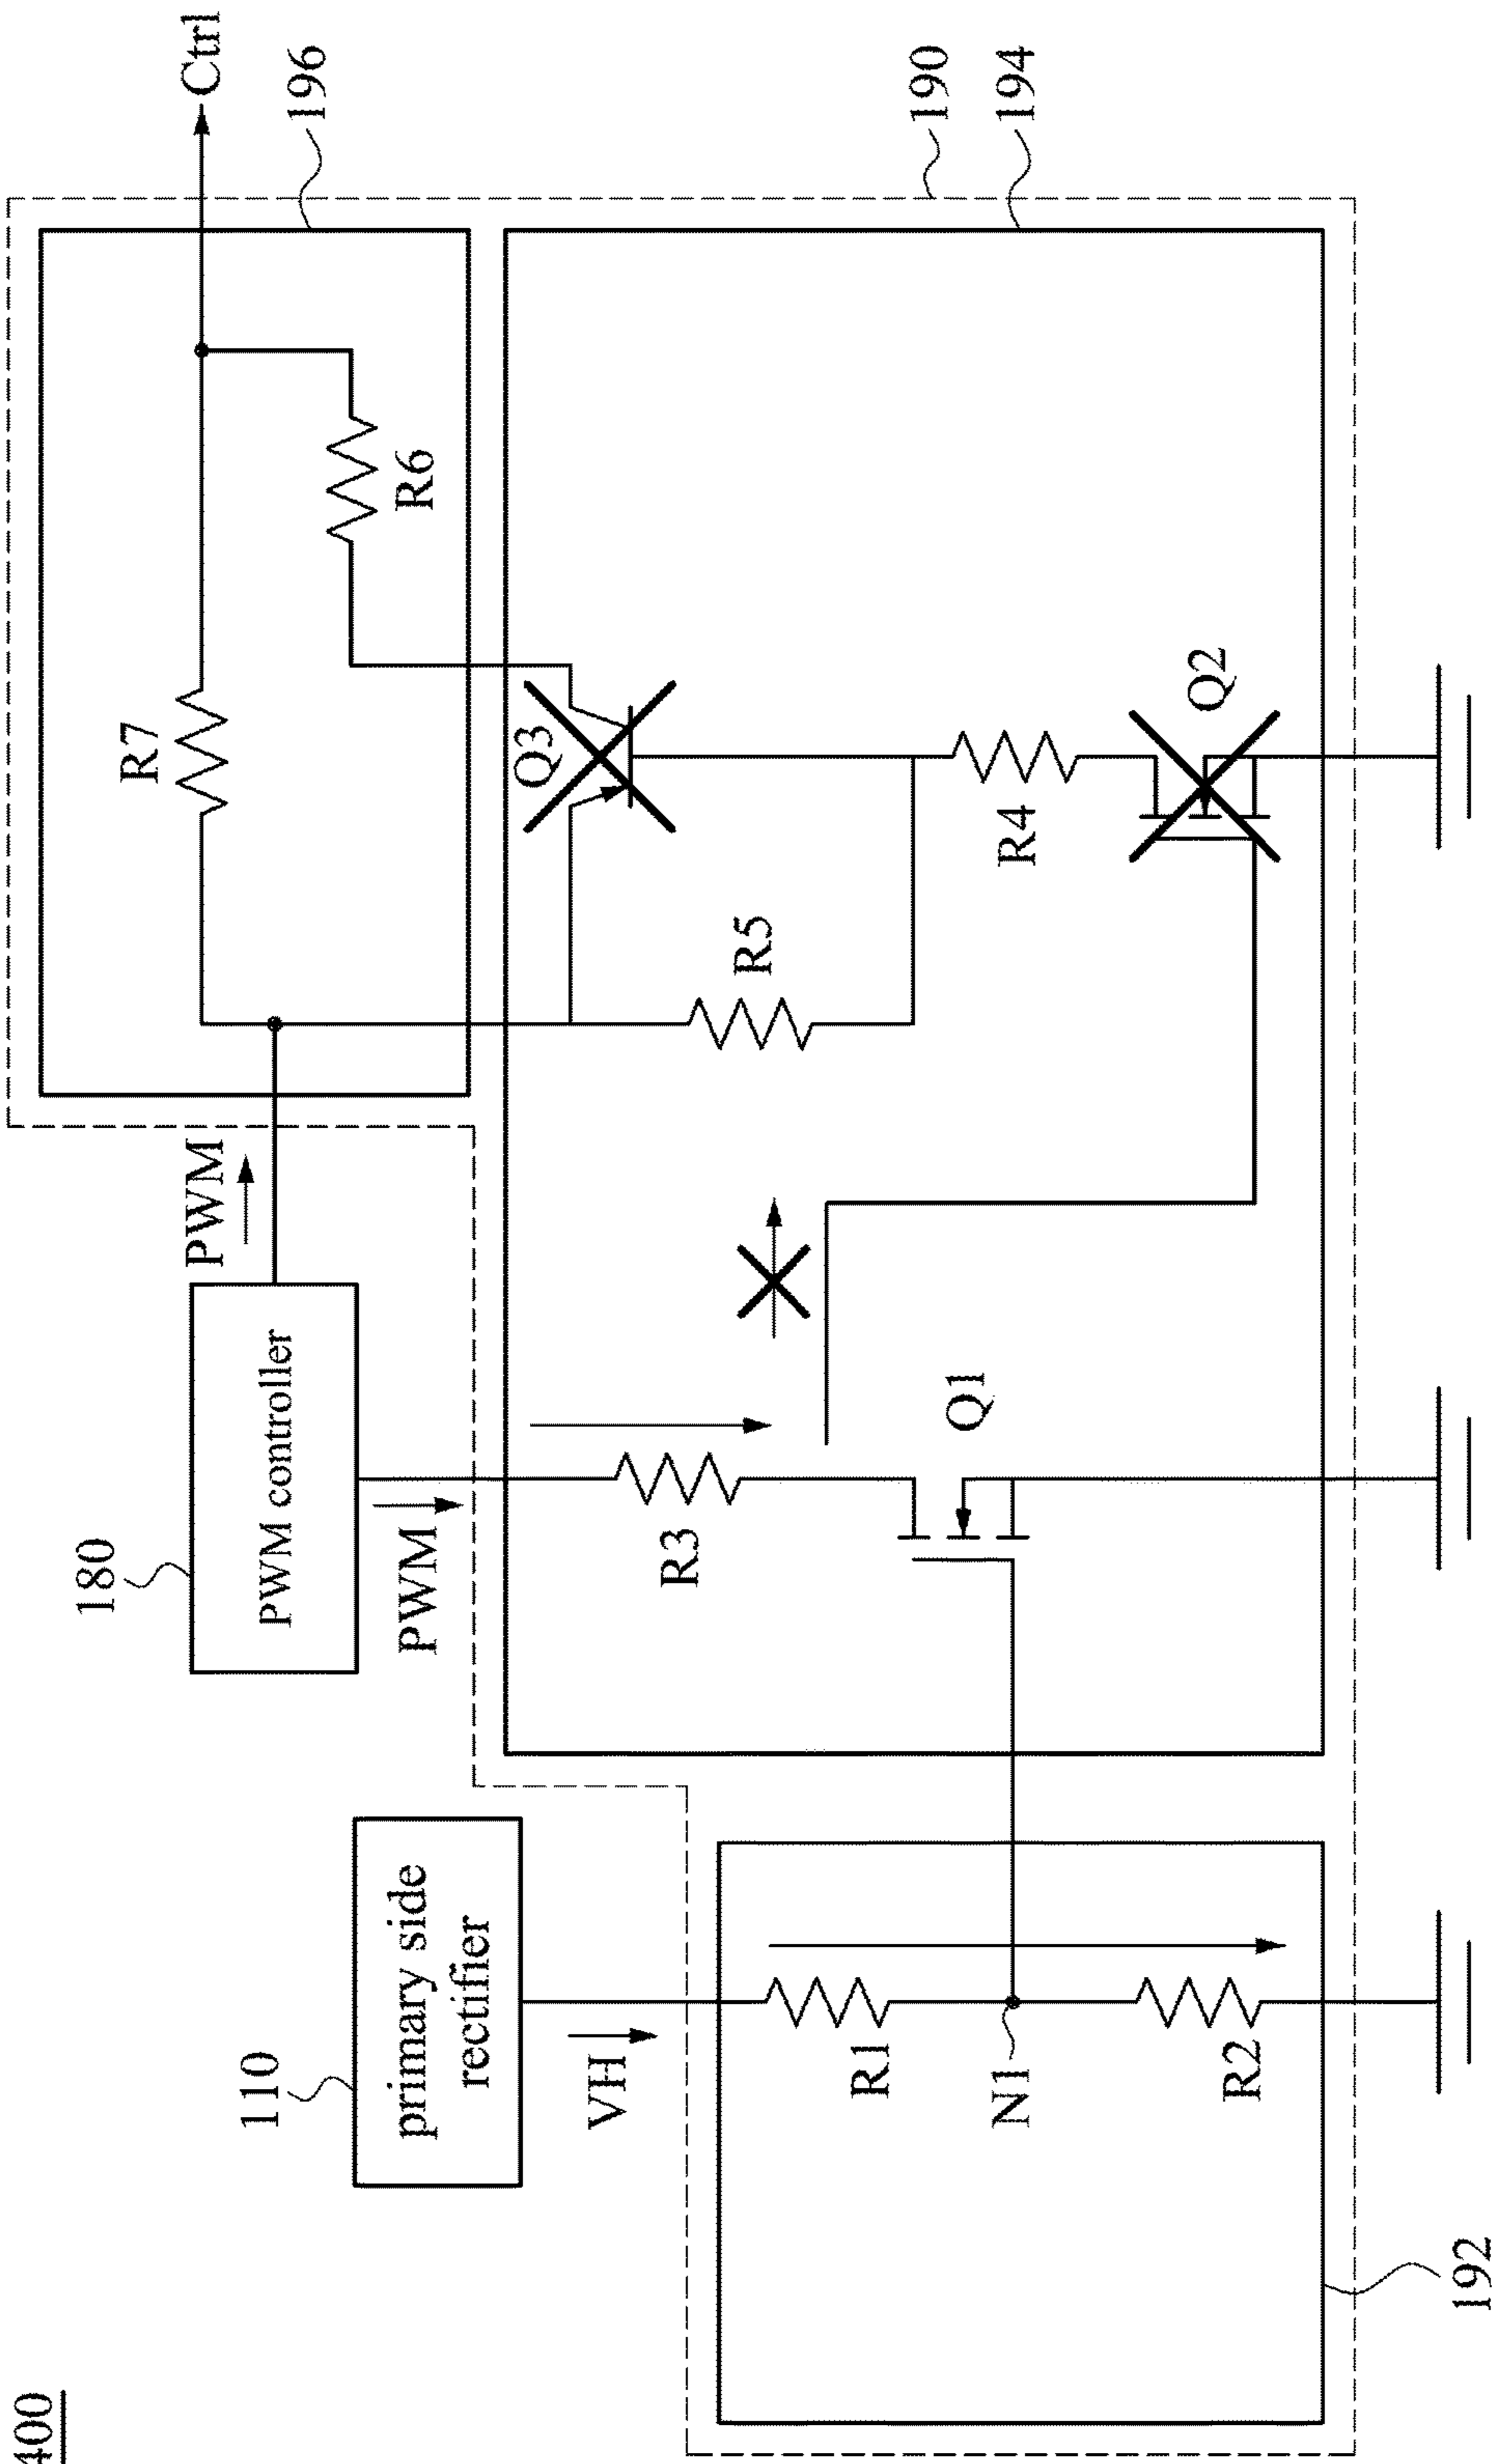 400
110
primary side
rectifier
VH
R1
N1
R2
192
180
PWM controller
PWM
PWM
R3
Q1
R7
R6
Q3
R5
R4
Q2
Ctrl
196
190
194